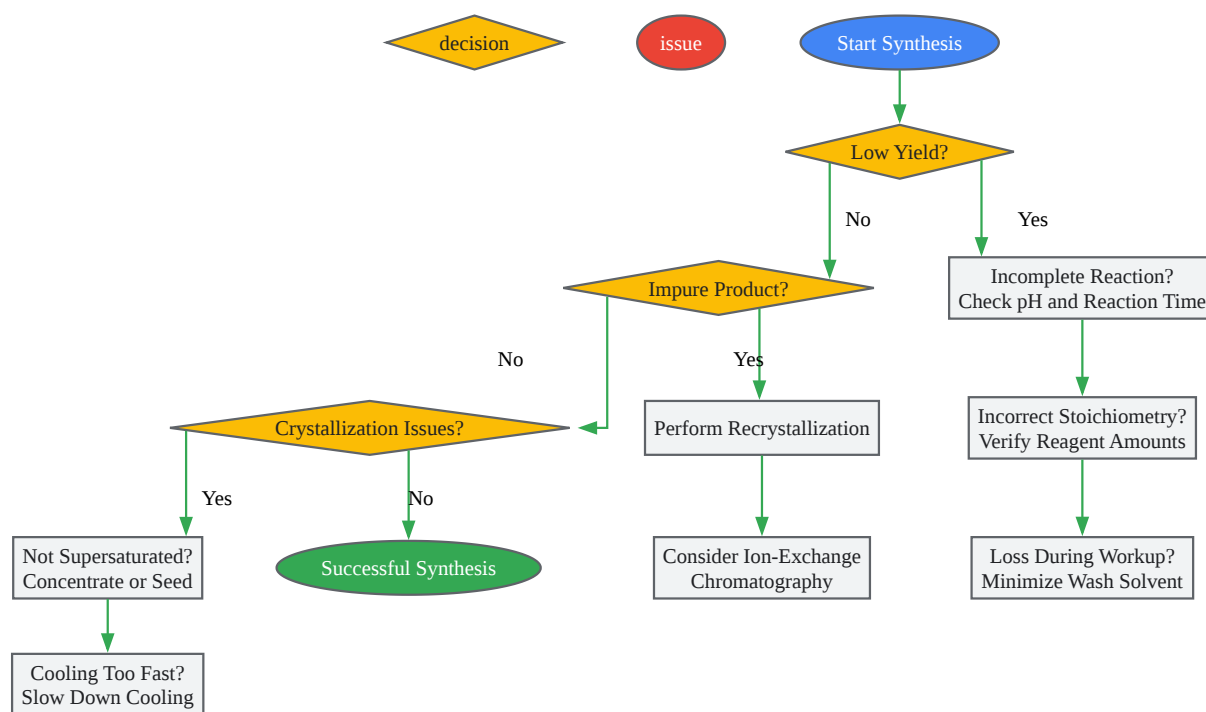 decision
issue
Start Synthesis
Low Yield?
No
Yes
Impure Product?
Incomplete Reaction?
Check pH and Reaction Time
No
Yes
Crystallization Issues?
Perform Recrystallization
Incorrect Stoichiometry?
Verify Reagent Amounts
Yes
No
Not Supersaturated?
Concentrate or Seed
Successful Synthesis
Consider Ion-Exchange
Chromatography
Loss During Workup?
Minimize Wash Solvent
Cooling Too Fast?
Slow Down Cooling